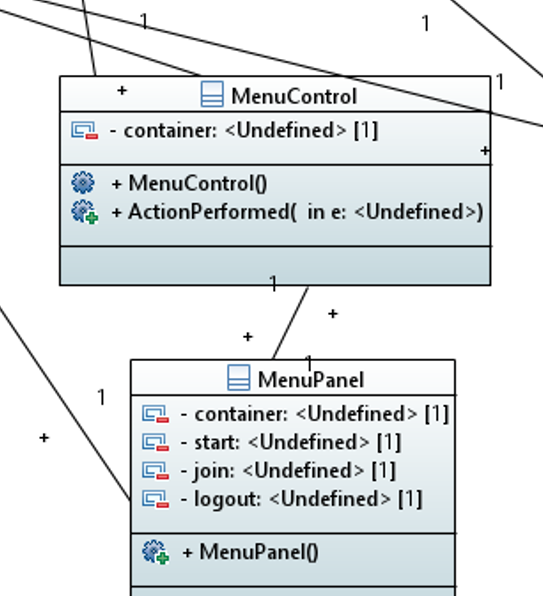 1
1
1
+
MenuControl
- container: <Undefined> [1]
+
+ MenuControl()
+ ActionPerformed( in e: <Undefined>)
1
+
+
1
MenuPanel
1
- container: <Undefined> [1]
+
- start: <Undefined> [1]
- join: <Undefined> [1]
- logout: <Undefined> [1]
+ MenuPanel()